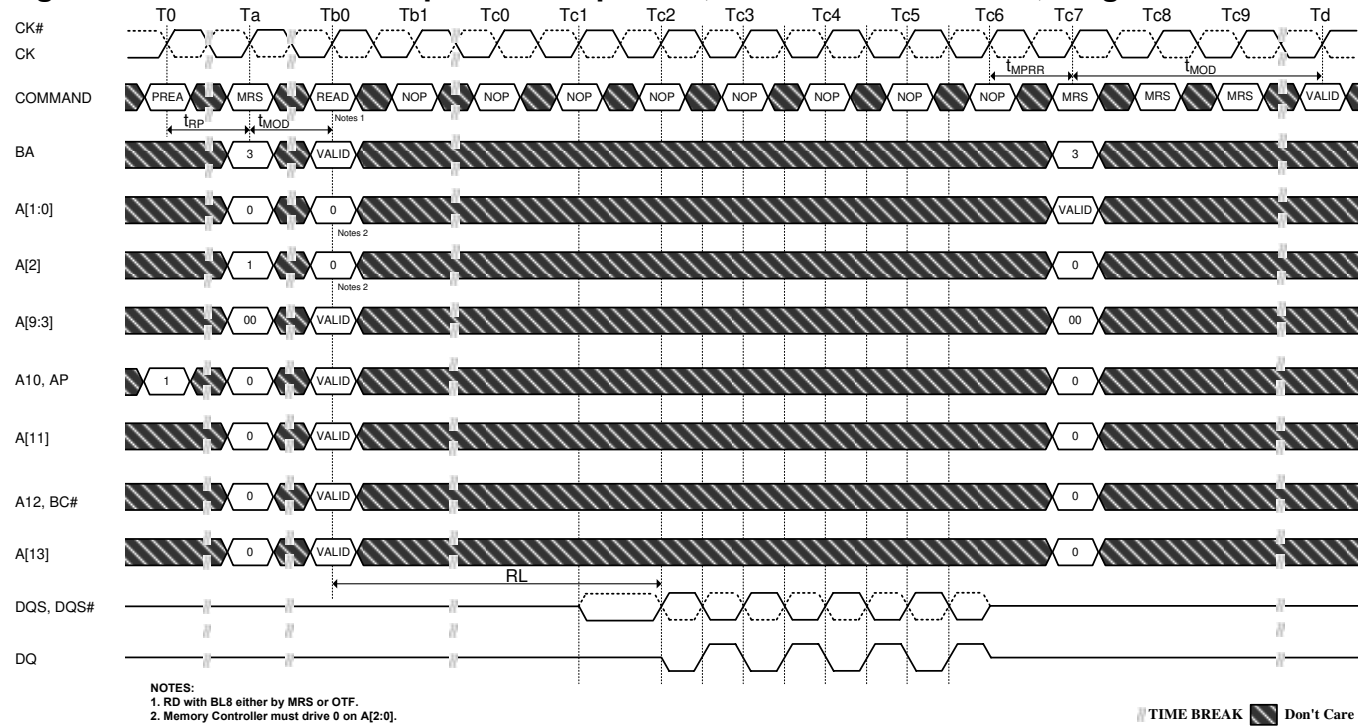 T0 Ta Tb0 Tb1 Tc0 Tc1 Tc2 Tc3 Tc4 Tc5 Tc6 Tc7 Tc8 Tc9 Td
CK#
CK
tMPRR tMOD
COMMAND PREA MRS READ NOP NOP NOP NOP NOP NOP NOP NOP MRS MRS MRS VALID
Notes 1
tRP tMOD
BA 3 VALID 3
A[1:0] 0 0 VALID
Notes 2
A[2] 1 0 0
Notes 2
A[9:3] 00 VALID 00
A10, AP 1 0 VALID 0
A[11] 0 VALID 0
A12, BC# 0 VALID 0
A[13] 0 VALID 0
RL
DQS, DQS#
DQ
NOTES:
1. RD with BL8 either by MRS or OTF.
2. Memory Controller must drive 0 on A[2:0].
TIME BREAK Don't Care